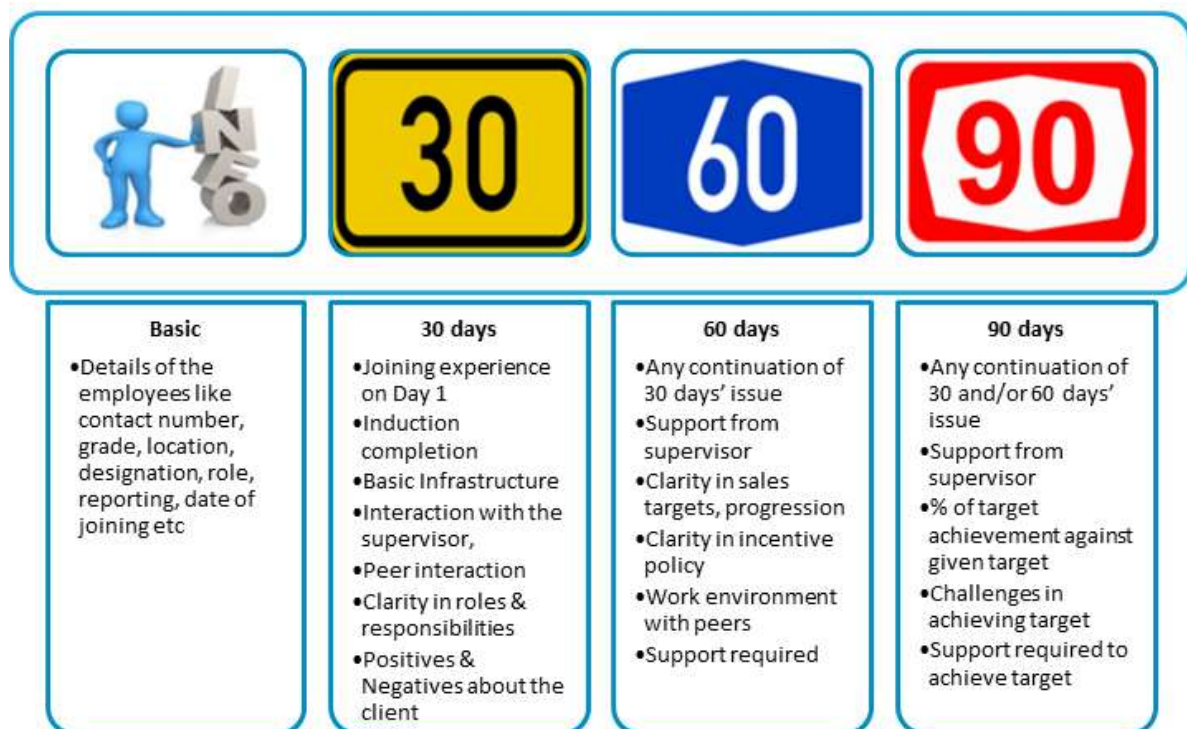 INFO
30
60
90
Basic
•Details of the
employees like
contact number,
grade, location,
designation, role,
reporting, date of
joining etc
30 days
•Joining experience
on Day 1
•Induction
completion
•Basic Infrastructure
•Interaction with the
supervisor,
•Peer interaction
•Clarity in roles &
responsibilities
•Positives &
Negatives about the
client
60 days
•Any continuation of
30 days’ issue
•Support from
supervisor
•Clarity in sales
targets, progression
•Clarity in incentive
policy
•Work environment
with peers
•Support required
90 days
•Any continuation of
30 and/or 60 days’
issue
•Support from
supervisor
•% of target
achievement against
given target
•Challenges in
achieving target
•Support required to
achieve target